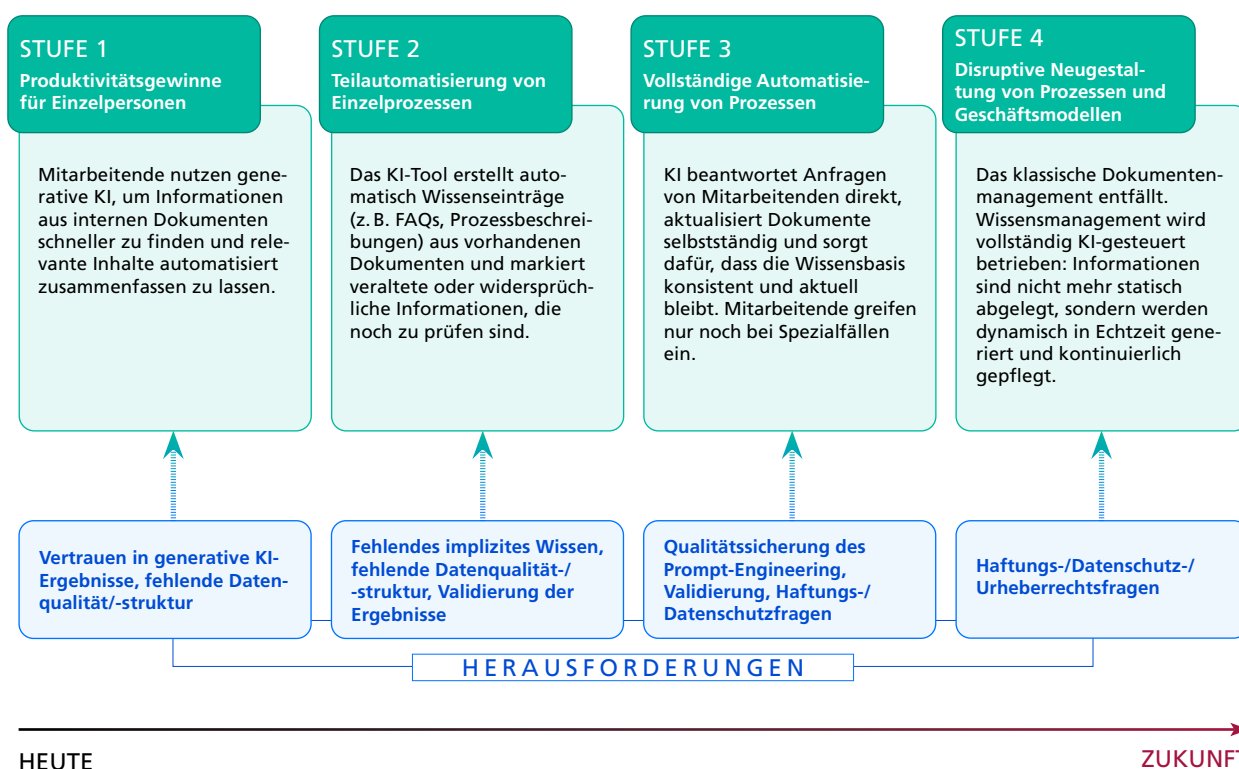 STUFE 1
Produktivitätsgewinne
für Einzelpersonen
Mitarbeitende nutzen gene-
rative KI, um Informationen
aus internen Dokumenten
schneller zu finden und rele-
vante Inhalte automatisiert
zusammenfassen zu lassen.
STUFE 2
Teilautomatisierung von
Einzelprozessen
Das KI-Tool erstellt auto-
matisch Wissenseinträge
(z. B. FAQs, Prozessbeschrei-
bungen) aus vorhandenen
Dokumenten und markiert
veraltete oder widersprüch-
liche Informationen, die
noch zu prüfen sind.
STUFE 3
Vollständige Automatisie-
rung von Prozessen
KI beantwortet Anfragen
von Mitarbeitenden direkt,
aktualisiert Dokumente
selbstständig und sorgt
dafür, dass die Wissensbasis
konsistent und aktuell
bleibt. Mitarbeitende greifen
nur noch bei Spezialfällen
ein.
STUFE 4
Disruptive Neugestal-
tung von Prozessen und
Geschäftsmodellen
Das klassische Dokumenten-
management entfällt.
Wissensmanagement wird
vollständig KI-gesteuert
betrieben: Informationen
sind nicht mehr statisch
abgelegt, sondern werden
dynamisch in Echtzeit gene-
riert und kontinuierlich
gepflegt.
Vertrauen in generative KI-
Ergebnisse, fehlende Daten-
qualität/-struktur
Fehlendes implizites Wissen,
fehlende Datenqualität-/
-struktur, Validierung der
Ergebnisse
Qualitätssicherung des
Prompt-Engineering,
Validierung, Haftungs-/
Datenschutzfragen
Haftungs-/Datenschutz-/
Urheberrechtsfragen
HERAUSFORDERUNGEN
HEUTE
ZUKUNFT